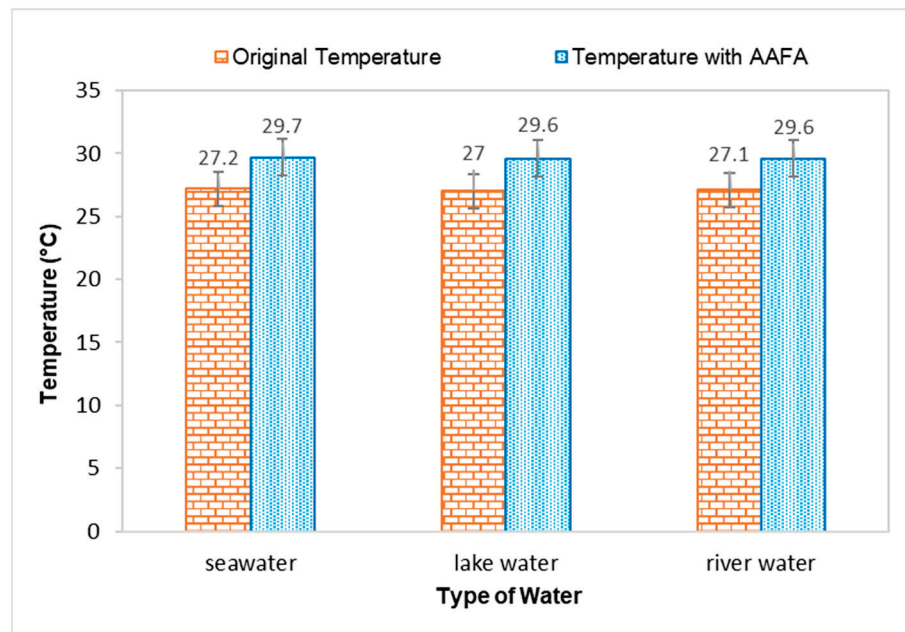 Original Temperature Temperature with AAFA
Temperature (°C)
35
30
25
20
15
10
5
0
27.2 29.7 27 29.6 27.1 29.6
seawater lake water river water
Type of Water